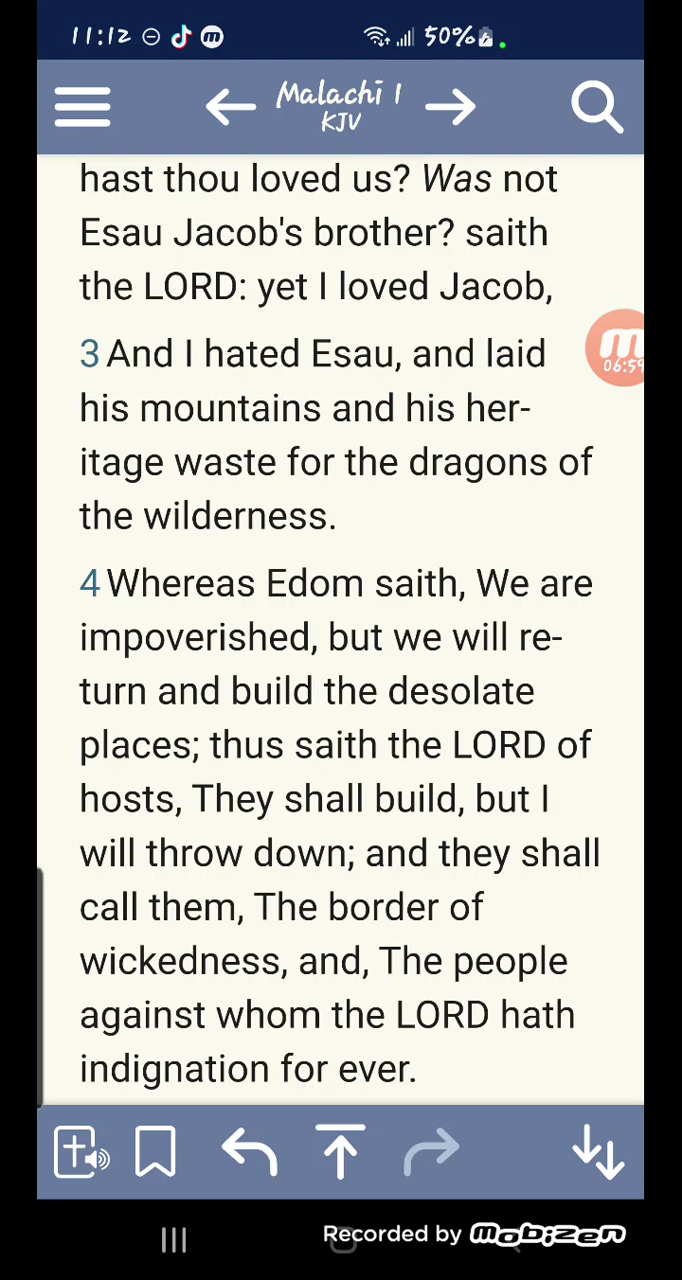 11:12
50%
Malachi 1
KJV
hast thou loved us? Was not
Esau Jacob's brother? saith
the LORD: yet I loved Jacob,
3 And I hated Esau, and laid
his mountains and his her-
itage waste for the dragons of
the wilderness.
06:59
4 Whereas Edom saith, We are
impoverished, but we will re-
turn and build the desolate
places; thus saith the LORD of
hosts, They shall build, but I
will throw down; and they shall
call them, The border of
wickedness, and, The people
against whom the LORD hath
indignation for ever.
Recorded by mobizen